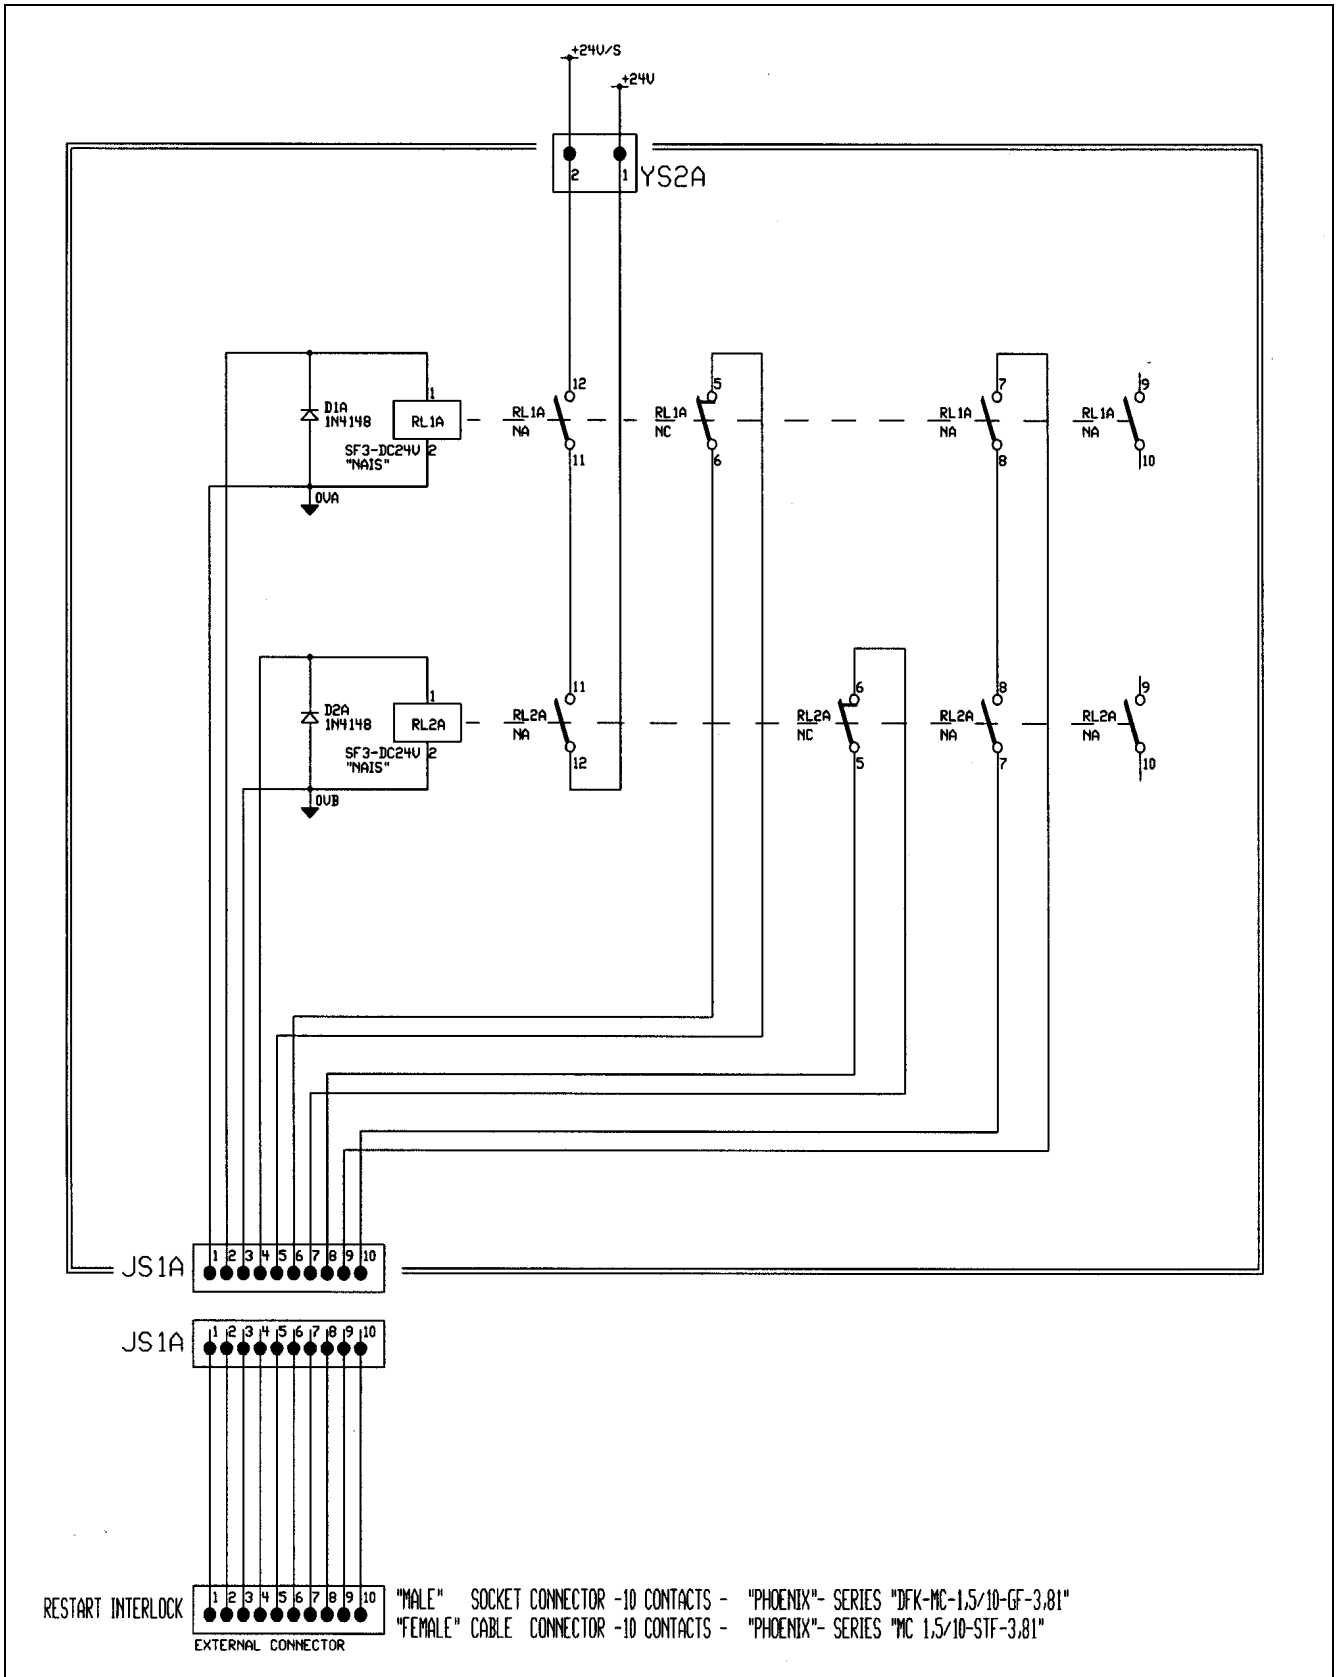 +24V/S
+24V
2 1 YS2A
1 12 5 7 9
D1A RL1A RL1A RL1A RL1A
1N4148 RL1A NA NC NA NA
SF3-DC24V 2 11 6 8 10
"NAIS"
0VA
1 11 6 8 9
D2A RL2A RL2A RL2A RL2A
1N4148 RL2A NA NC NA NA
SF3-DC24V 2 12 5 7 10
"NAIS"
0VB
JS1A 1 2 3 4 5 6 7 8 9 10
JS1A 1 2 3 4 5 6 7 8 9 10
RESTART INTERLOCK 1 2 3 4 5 6 7 8 9 10
"MALE" SOCKET CONNECTOR -10 CONTACTS - "PHOENIX"- SERIES "DFK-MC-1,5/10-GF-3,81"
"FEMALE" CABLE CONNECTOR -10 CONTACTS - "PHOENIX"- SERIES "MC 1,5/10-STF-3,81"
EXTERNAL CONNECTOR